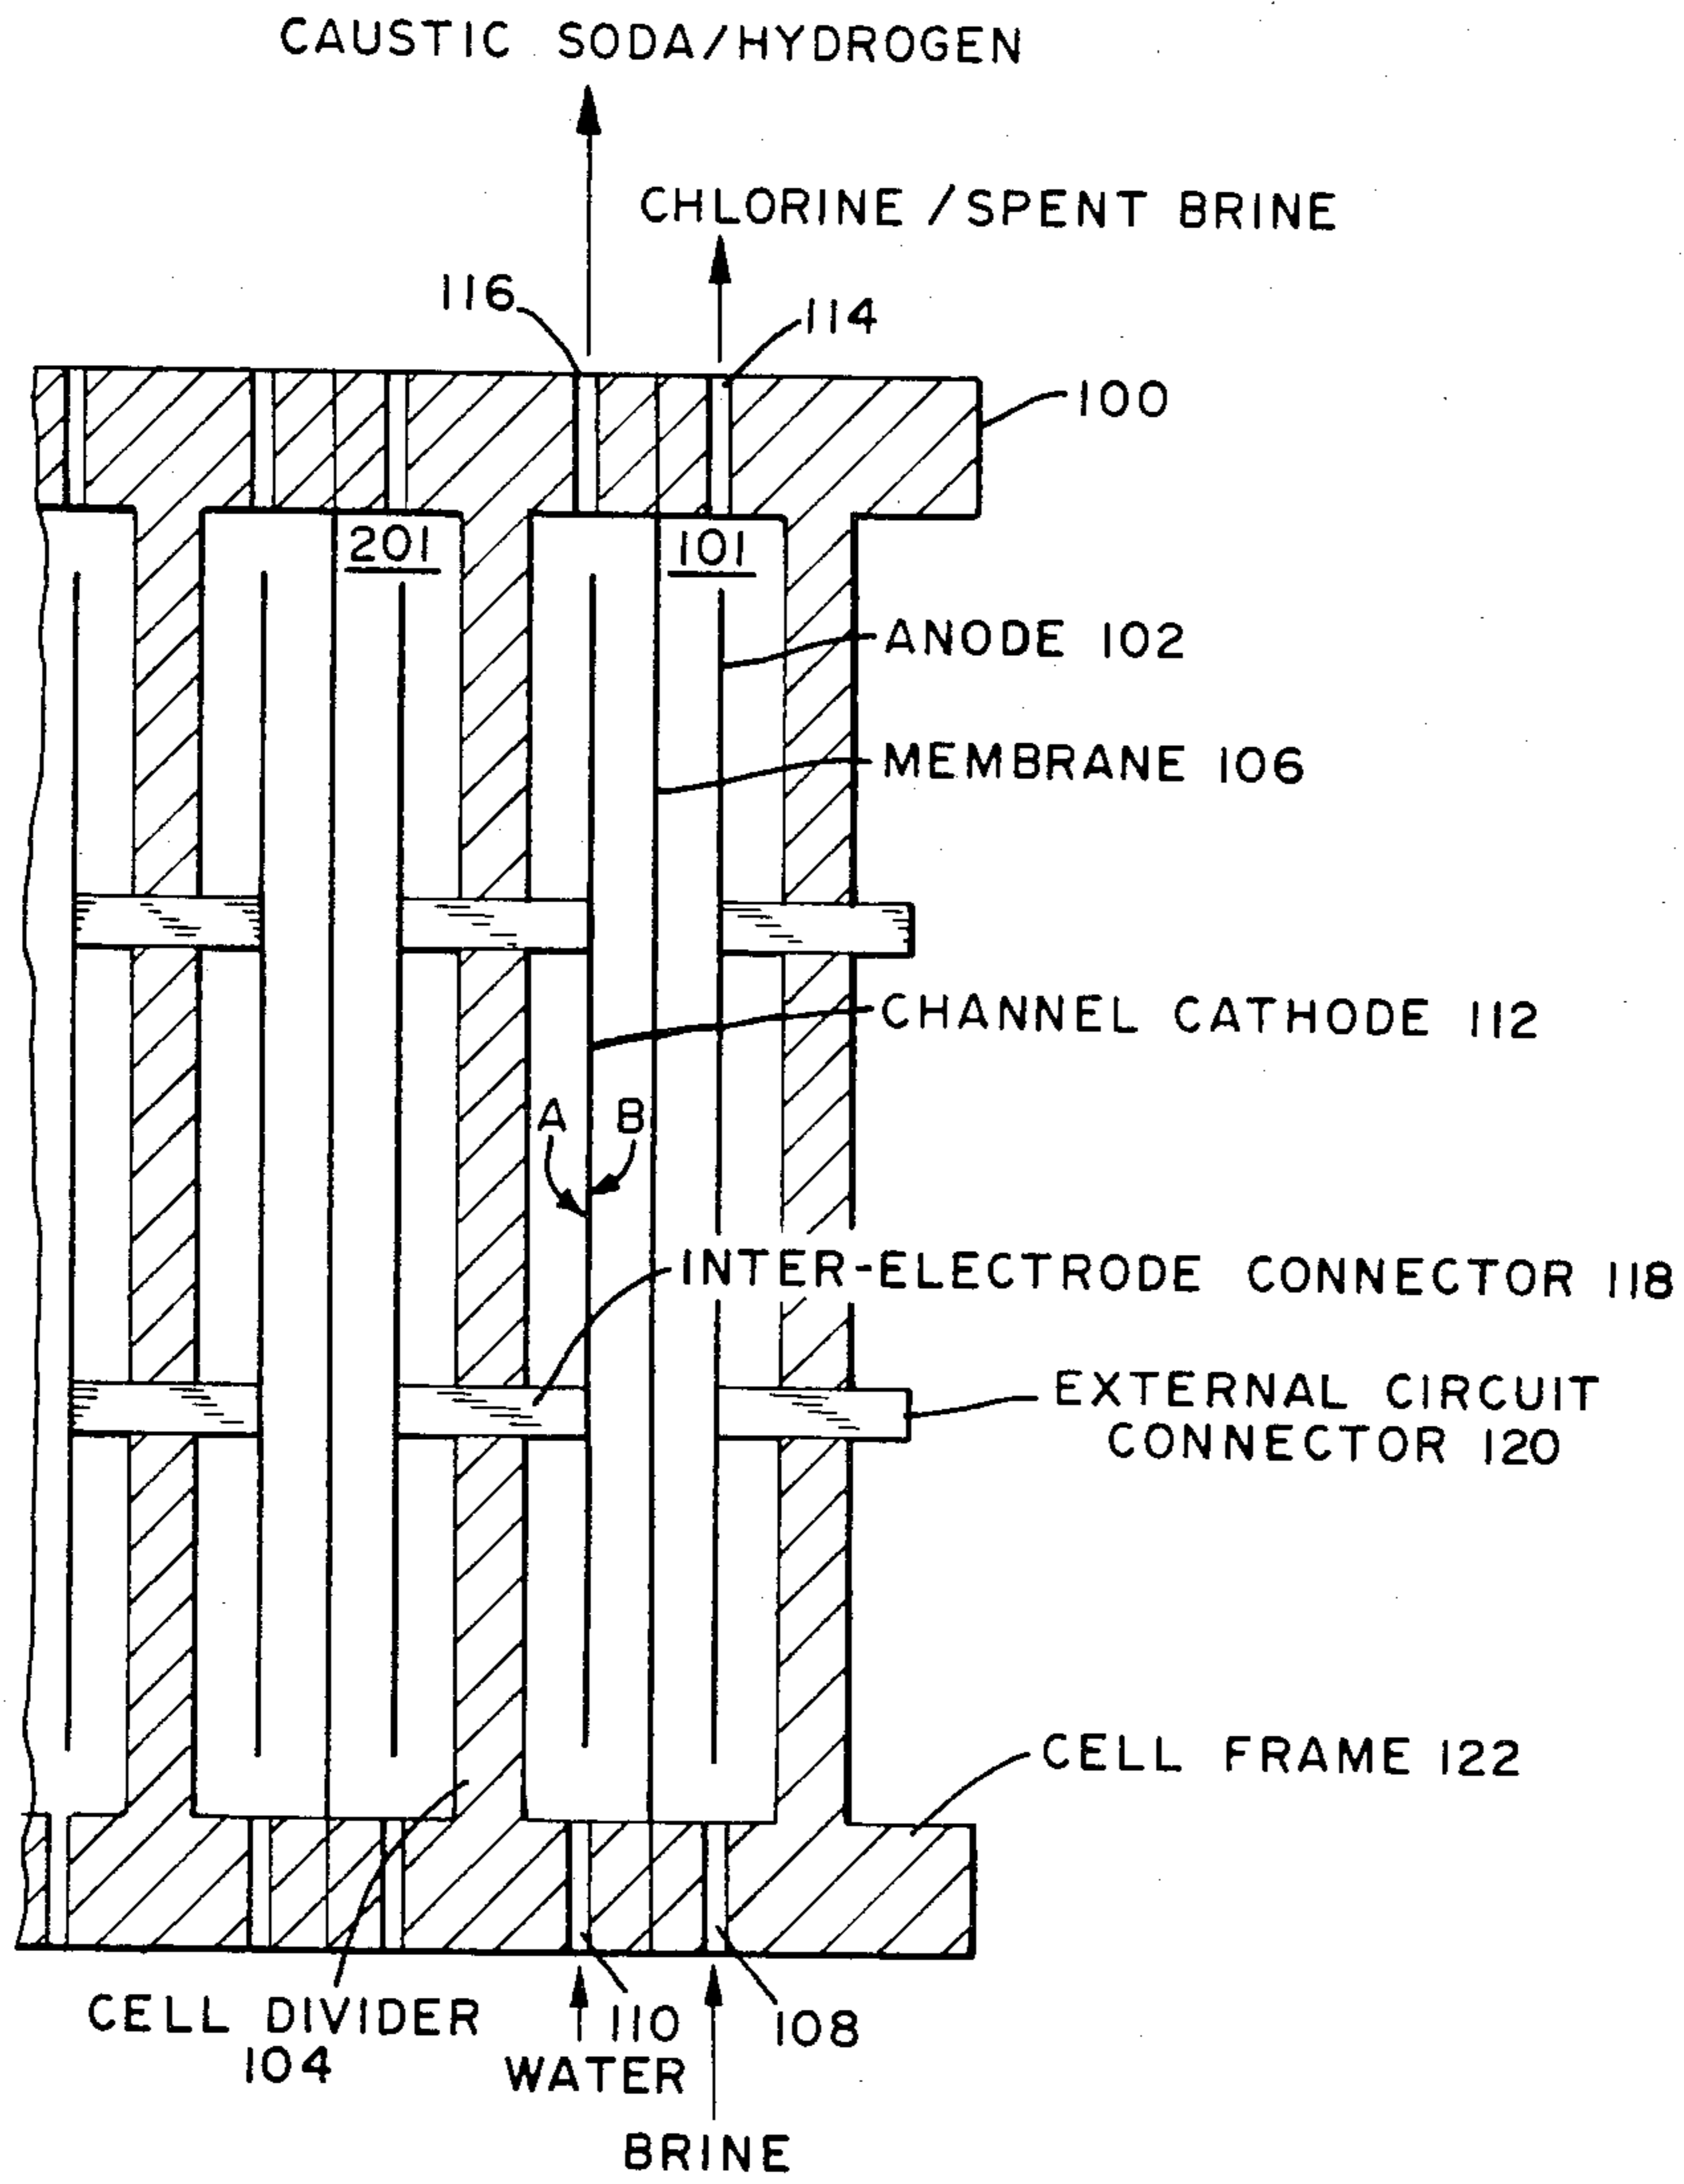 CAUSTIC SODA/HYDROGEN
CHLORINE / SPENT BRINE
116
114
100
201
101
ANODE 102
MEMBRANE 106
CHANNEL CATHODE 112
A B
INTER-ELECTRODE CONNECTOR 118
EXTERNAL CIRCUIT
CONNECTOR 120
CELL FRAME 122
CELL DIVIDER
104
110
108
WATER
BRINE